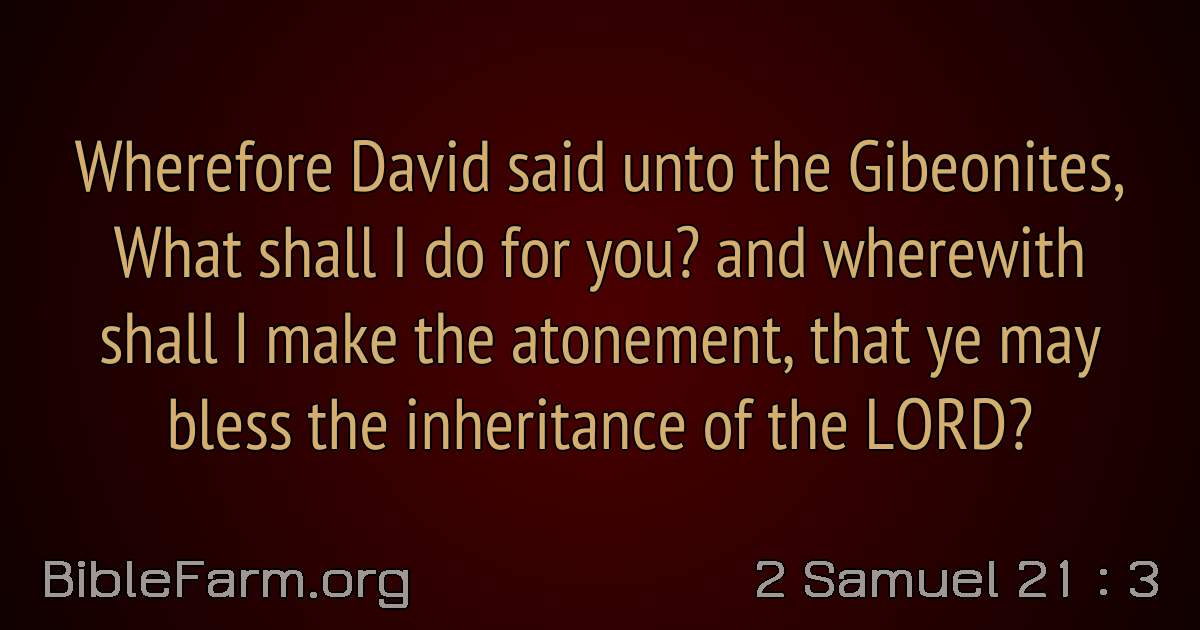 Wherefore David said unto the Gibeonites,
What shall I do for you? and wherewith
shall I make the atonement, that ye may
bless the inheritance of the LORD?
BibleFarm.org
2 Samuel 21 : 3